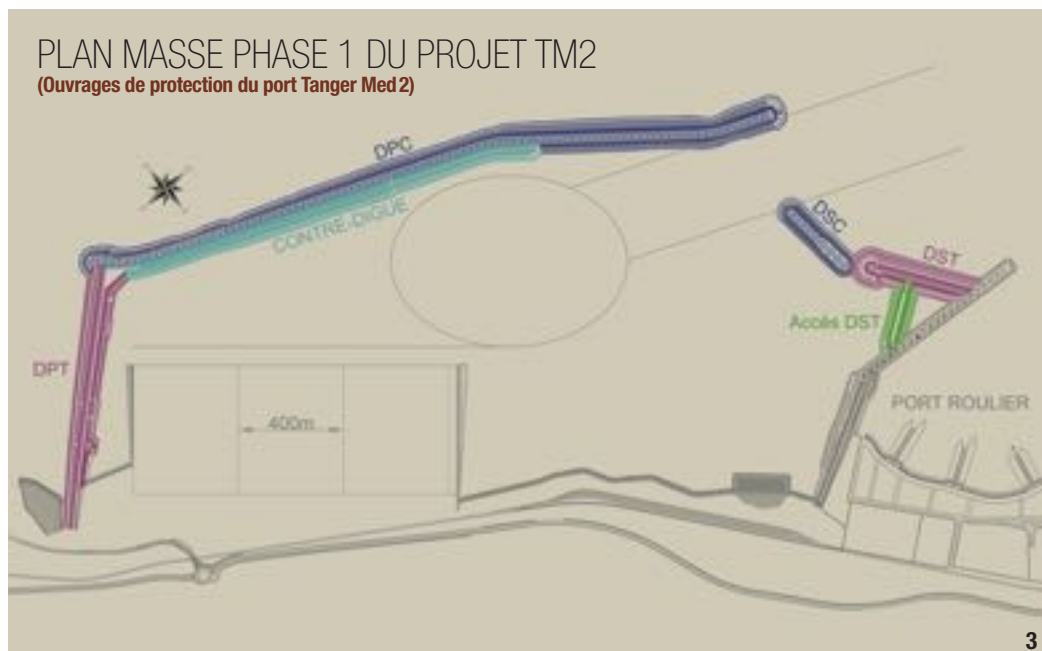 PLAN MASSE PHASE 1 DU PROJET TM2
(Ouvrages de protection du port Tanger Med 2)
DPC
CONTRE-DIGUE
DSC
DST
Accès DST
DPT
PORT ROULIER
400m
3